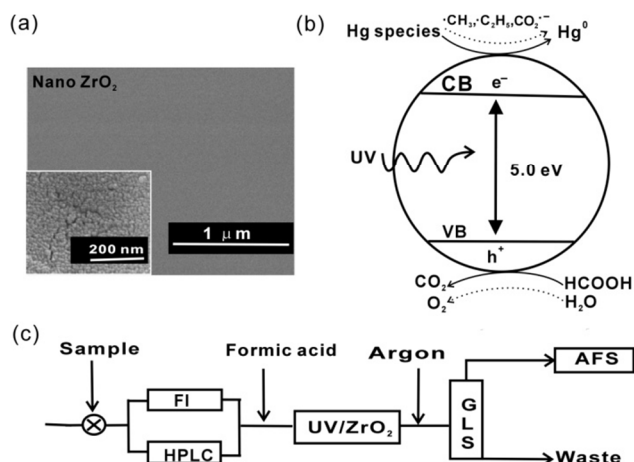 (a)
Nano ZrO₂
200 nm
1 μm
(b)
·CH₃,·C₂H₅,CO₂·⁻
Hg species
Hg⁰
CB e⁻
UV
5.0 eV
VB
h⁺
CO₂
HCOOH
O₂
H₂O
(c)
Sample
Formic acid
Argon
FI
HPLC
UV/ZrO₂
GLS
AFS
Waste